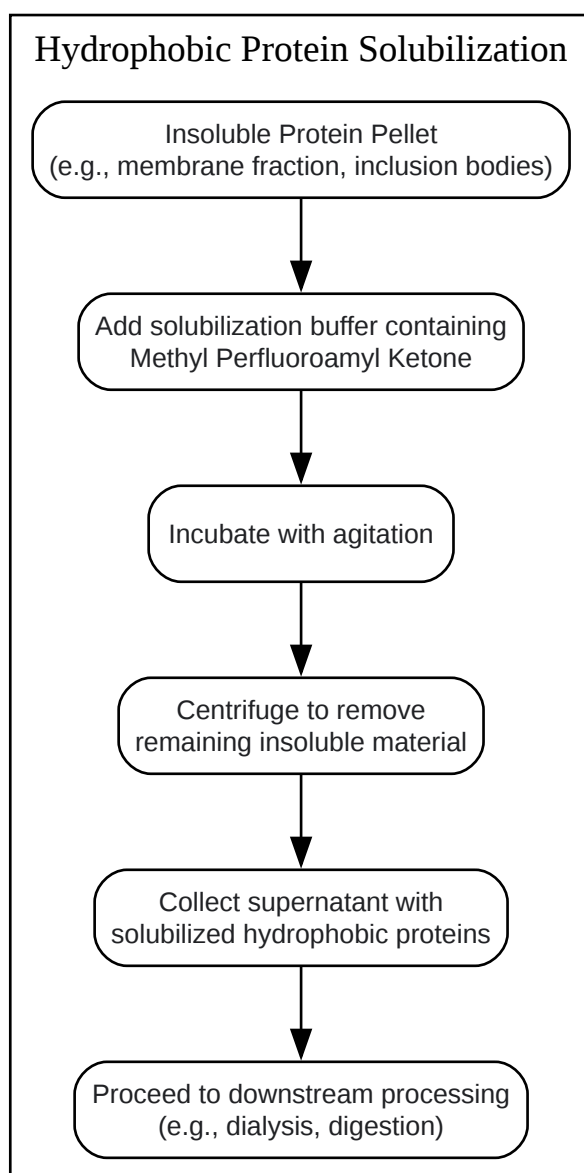 Hydrophobic Protein Solubilization
Insoluble Protein Pellet
(e.g., membrane fraction, inclusion bodies)
Add solubilization buffer containing
Methyl Perfluoroamyl Ketone
Incubate with agitation
Centrifuge to remove
remaining insoluble material
Collect supernatant with
solubilized hydrophobic proteins
Proceed to downstream processing
(e.g., dialysis, digestion)